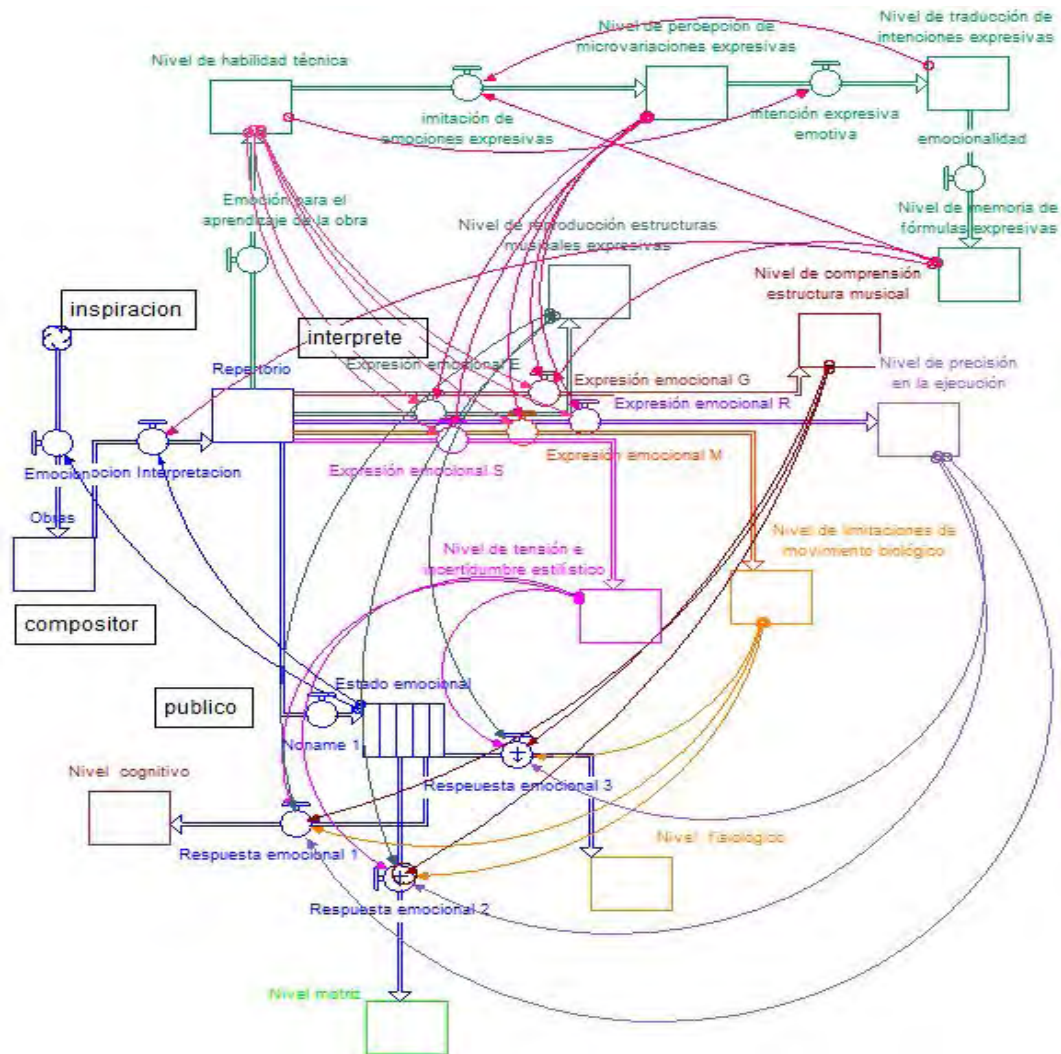 Nivel de habilidad técnica
Nivel de percepción de
microvariaciones expresivas
Nivel de traducción de
intenciones expresivas
imitación de
emociones expresivas
intención expresiva
emotiva
emocionalidad
Emoción para el
aprendizaje de la obra
Nivel de reproducción estructuras
musicales expresivas
Nivel de memoria de
fórmulas expresivas
Nivel de comprensión
estructura musical
inspiracion
interprete
Repertorio
Expresión emocional E
Expresión emocional G
Nivel de precisión
en la ejecución
Expresión emocional R
Expresión emocional S
Expresión emocional M
Interpretacion
Obras
Nivel de tensión e
incertidumbre estilístico
Nivel de limitaciones de
movimiento biológico
compositor
publico
Estado emocional
Noname 1
Nivel cognitivo
Respeuesta emocional 3
Respuesta emocional 1
Nivel fisiológico
Respuesta emocional 2
Nivel motriz